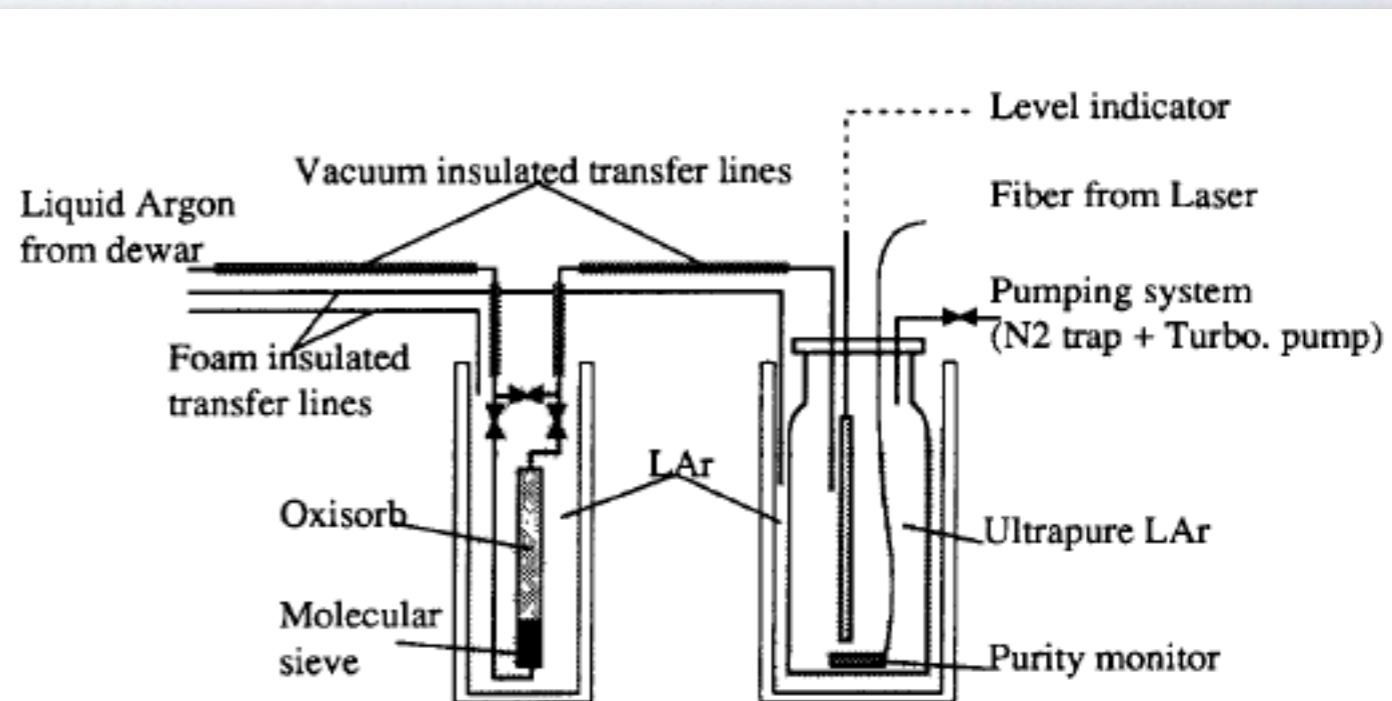 Level indicator
Vacuum insulated transfer lines
Fiber from Laser
Liquid Argon
from dewar
Pumping system
(N2 trap + Turbo. pump)
Foam insulated
transfer lines
LAr
Oxisorb
Ultrapure LAr
Molecular
sieve
Purity monitor